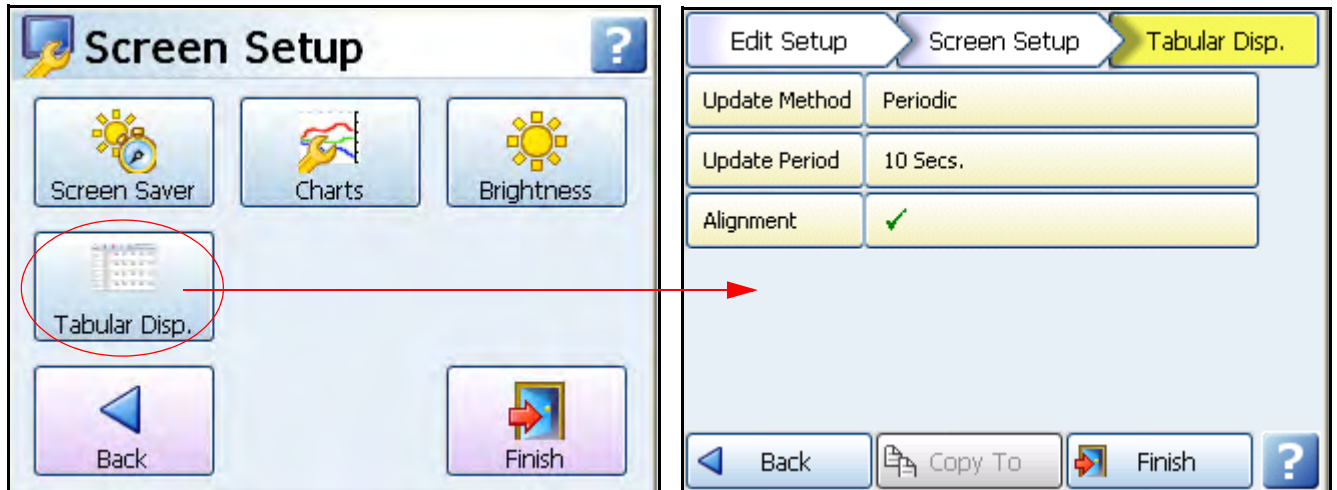 Screen Setup
?
Screen Saver
Charts
Brightness
Tabular Disp.
Back
Finish
Edit Setup
Screen Setup
Tabular Disp.
Update Method
Periodic
Update Period
10 Secs.
Alignment
Back
Copy To
Finish
?